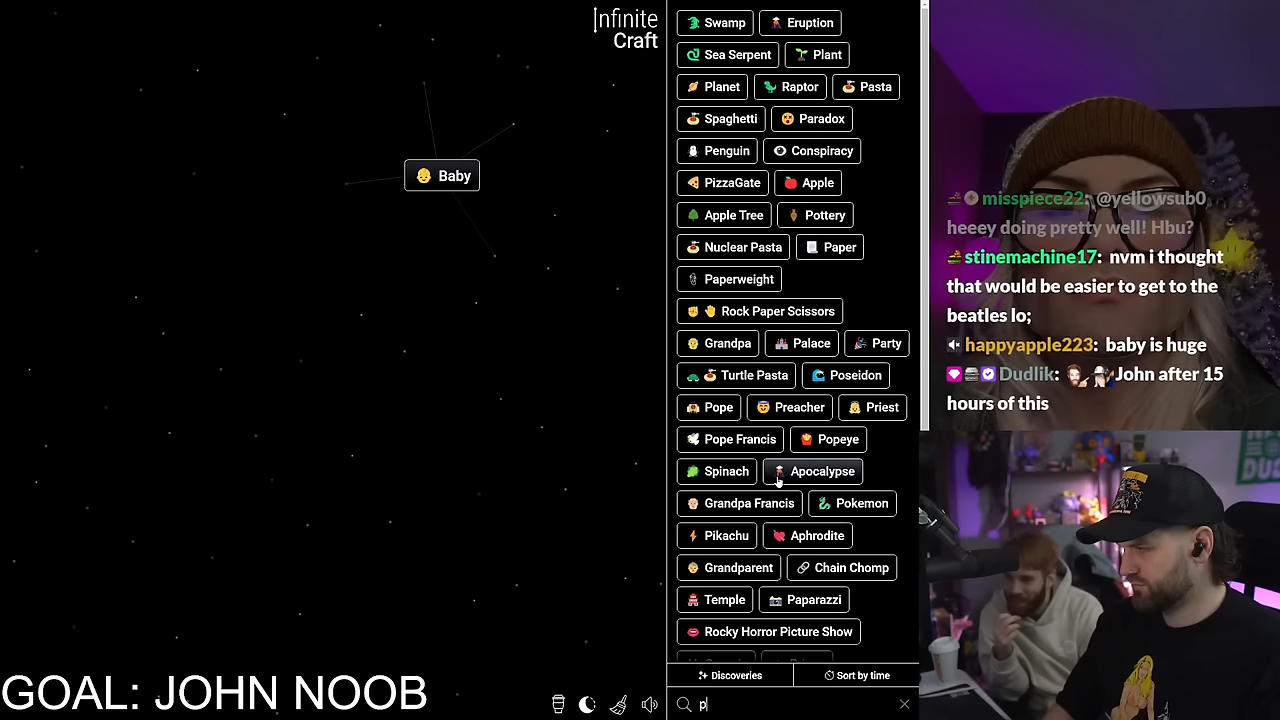 Infinite
Craft
Baby
Swamp
Eruption
Sea Serpent
Plant
Planet
Raptor
Pasta
Spaghetti
Paradox
Penguin
Conspiracy
PizzaGate
Apple
Apple Tree
Pottery
Nuclear Pasta
Paper
Paperweight
Rock Paper Scissors
Grandpa
Palace
Party
Turtle Pasta
Poseidon
Pope
Preacher
Priest
Pope Francis
Popeye
Spinach
Apocalypse
Grandpa Francis
Pokemon
Pikachu
Aphrodite
Grandparent
Chain Chomp
Temple
Paparazzi
Rocky Horror Picture Show
Discoveries
Sort by time
p
GOAL: JOHN NOOB
misspiece22: @yellowsub0
heeey doing pretty well! Hbu?
stinemachine17: nvm i thought
that would be easier to get to the
beatles lo;
happyapple223: baby is huge
Dudlik: John after 15
hours of this